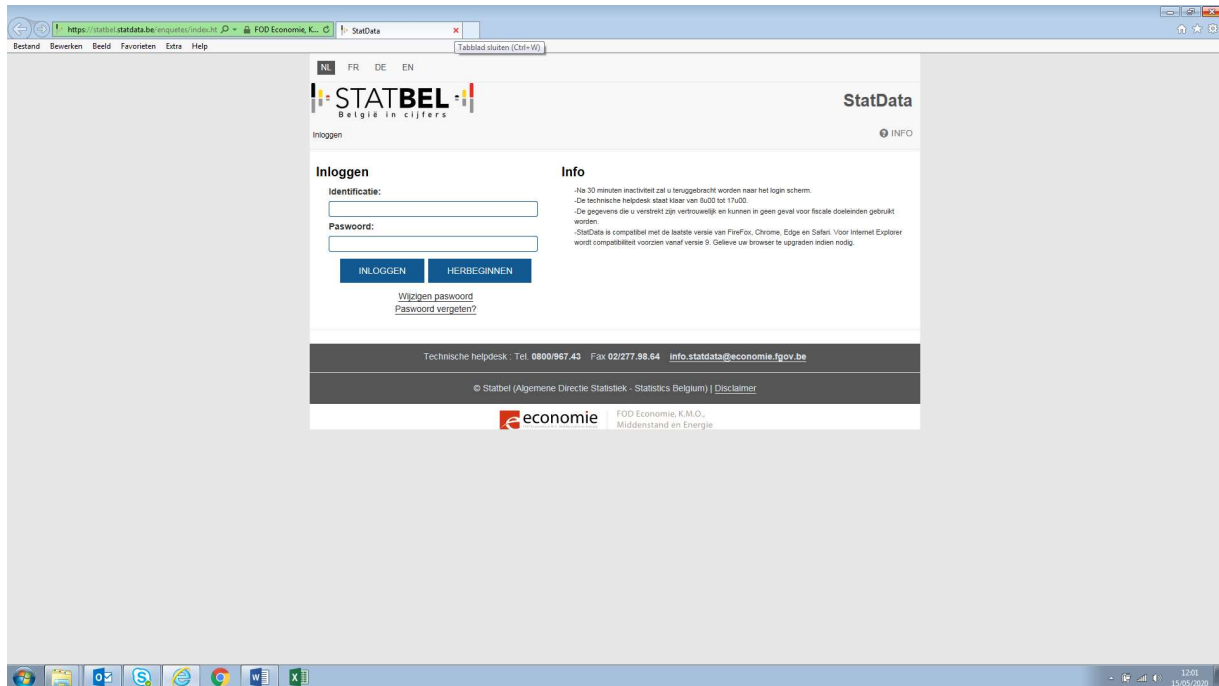 https://statbel.statdata.be/enquetes/index.ht
FOD Economie, K...
StatData
Bestand Bewerken Beeld Favorieten Extra Help
Tabblad sluiten (Ctrl+W)
NL FR DE EN
STATBEL
België in cijfers
StatData
Inloggen
INFO
Inloggen
Identificatie:
Paswoord:
INLOGGEN HERBEGINNEN
Wijzigen paswoord
Paswoord vergeten?
Info
-Na 30 minuten inactiviteit zal u teruggebracht worden naar het login scherm.
-De technische helpdesk staat klaar van 8u00 tot 17u00.
-De gegevens die u verstrekt zijn vertrouwelijk en kunnen in geen geval voor fiscale doeleinden gebruikt
worden.
-StatData is compatibel met de laatste versie van FireFox, Chrome, Edge en Safari. Voor Internet Explorer
wordt compatibiliteit voorzien vanaf versie 9. Gelieve uw browser te upgraden indien nodig.
Technische helpdesk : Tel. 0800/967.43 Fax 02/277.98.64 info.statdata@economie.fgov.be
© Statbel (Algemene Directie Statistiek - Statistics Belgium) | Disclaimer
economie
FOD Economie, K.M.O.,
Middenstand en Energie
12:01
15/05/2020